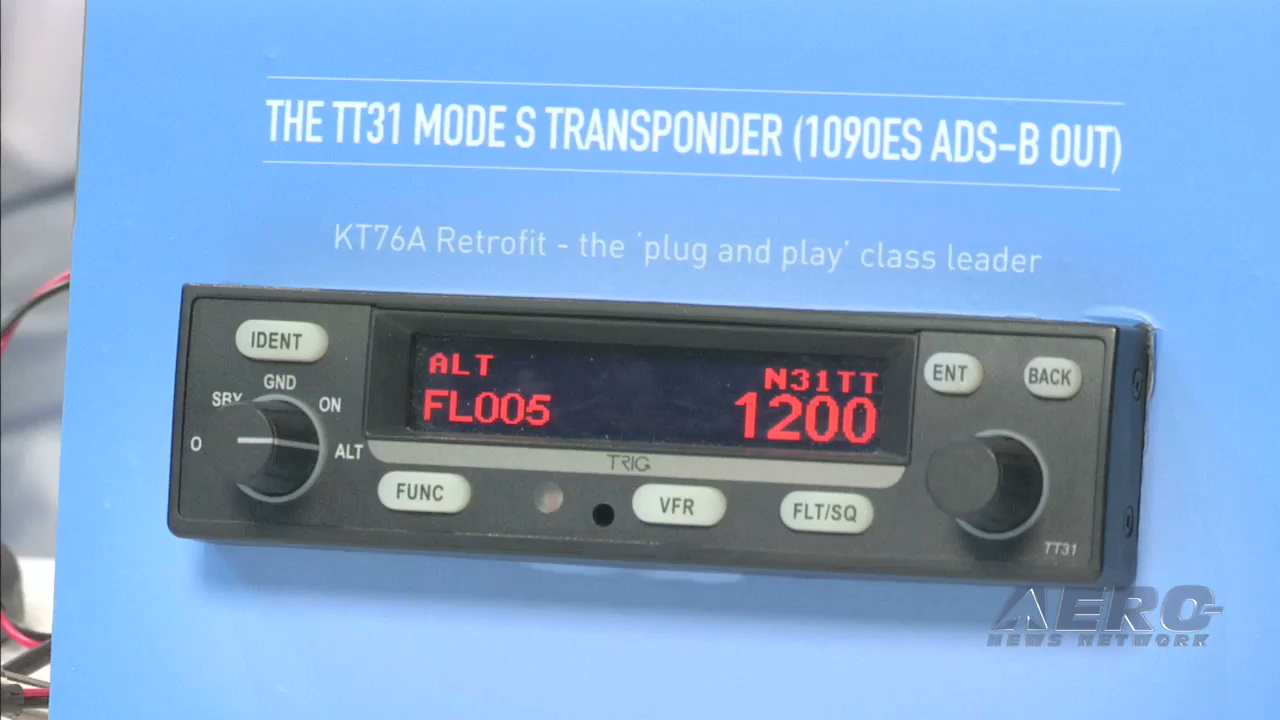 THE TT31 MODE S TRANSPONDER (1090ES ADS-B OUT)
KT76A Retrofit - the 'plug and play' class leader
IDENT
GND
SBY
ON
O
ALT
ALT
N31TT
FL005
1200
TRIG
ENT
BACK
FUNC
VFR
FLT/SQ
TT31
AERO-
NEWS NETWORK